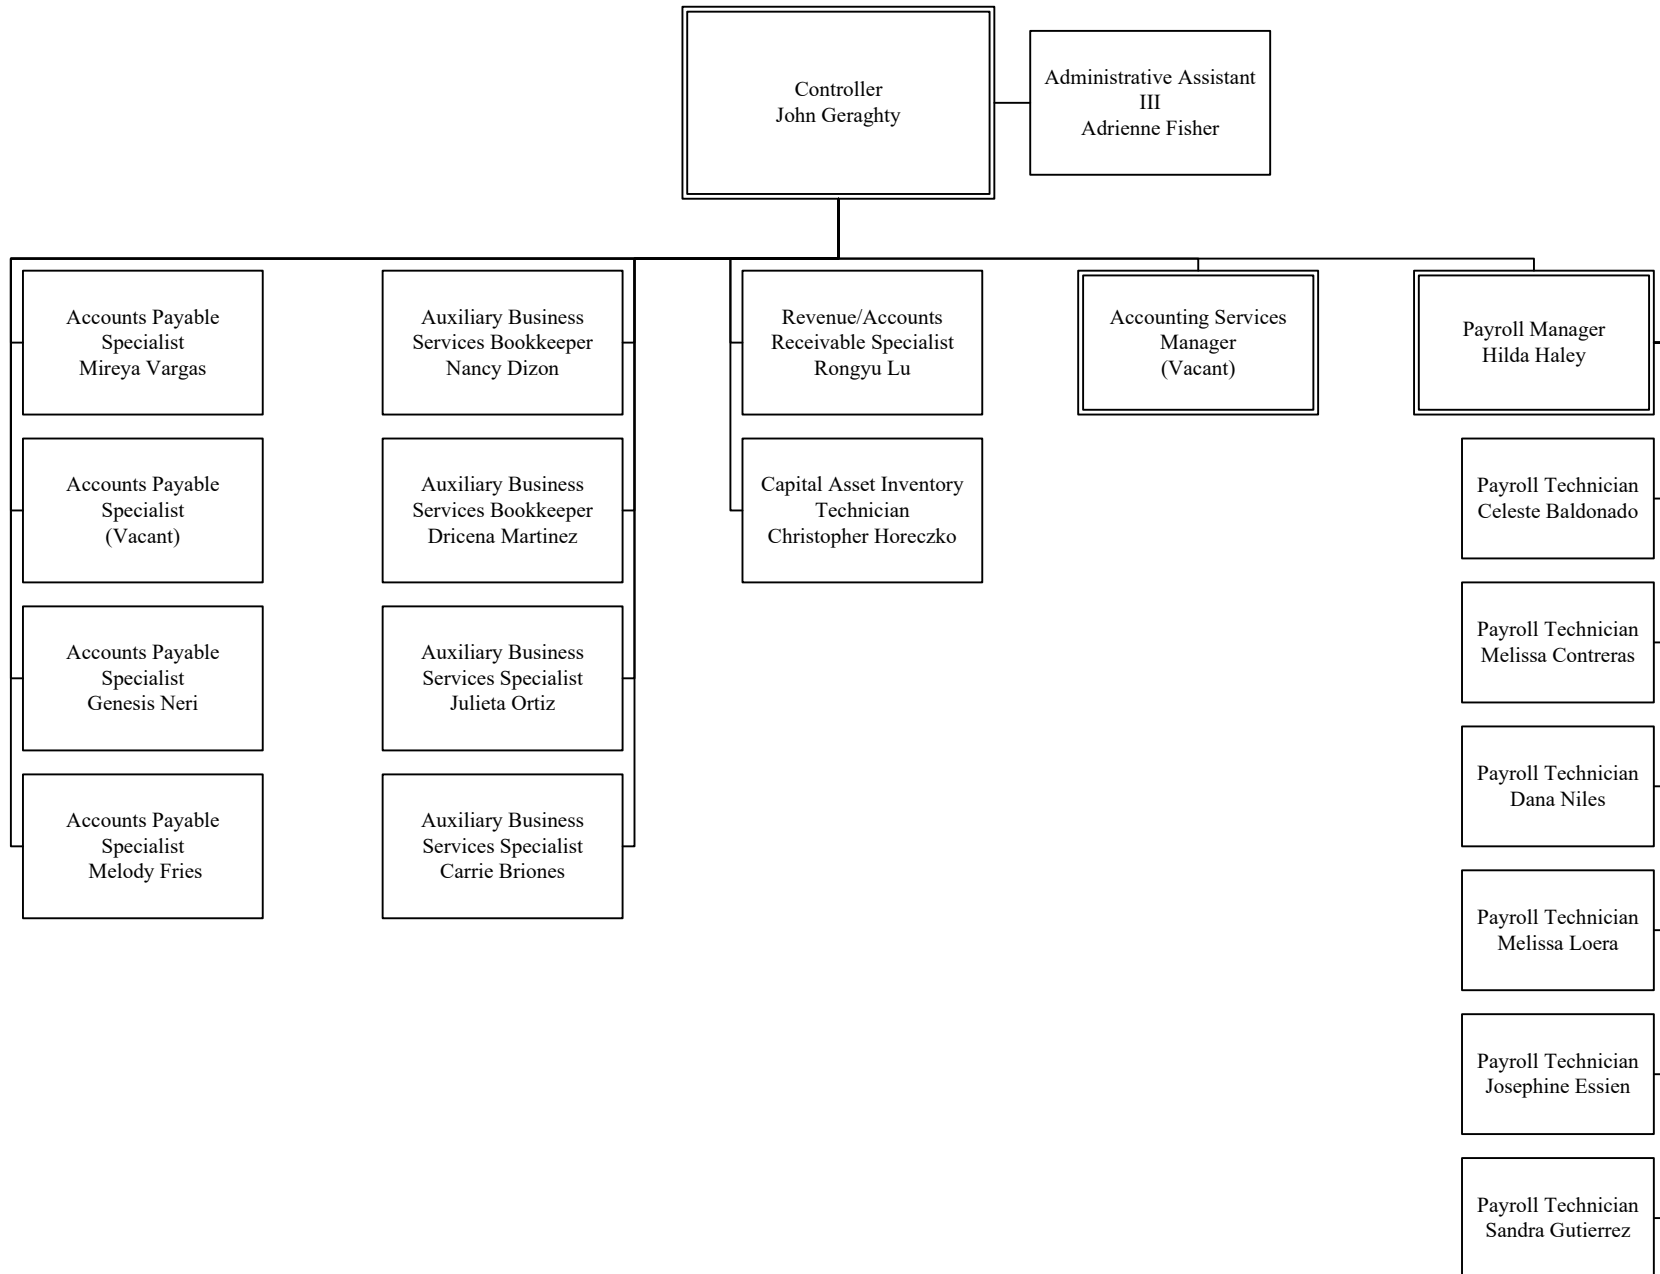 Controller
John Geraghty
Administrative Assistant
III
Adrienne Fisher
Accounts Payable
Specialist
Mireya Vargas
Accounts Payable
Specialist
(Vacant)
Accounts Payable
Specialist
Genesis Neri
Accounts Payable
Specialist
Melody Fries
Auxiliary Business
Services Bookkeeper
Nancy Dizon
Auxiliary Business
Services Bookkeeper
Dricena Martinez
Auxiliary Business
Services Specialist
Julieta Ortiz
Auxiliary Business
Services Specialist
Carrie Briones
Revenue/Accounts
Receivable Specialist
Rongyu Lu
Capital Asset Inventory
Technician
Christopher Horeczko
Accounting Services
Manager
(Vacant)
Payroll Manager
Hilda Haley
Payroll Technician
Celeste Baldonado
Payroll Technician
Melissa Contreras
Payroll Technician
Dana Niles
Payroll Technician
Melissa Loera
Payroll Technician
Josephine Essien
Payroll Technician
Sandra Gutierrez